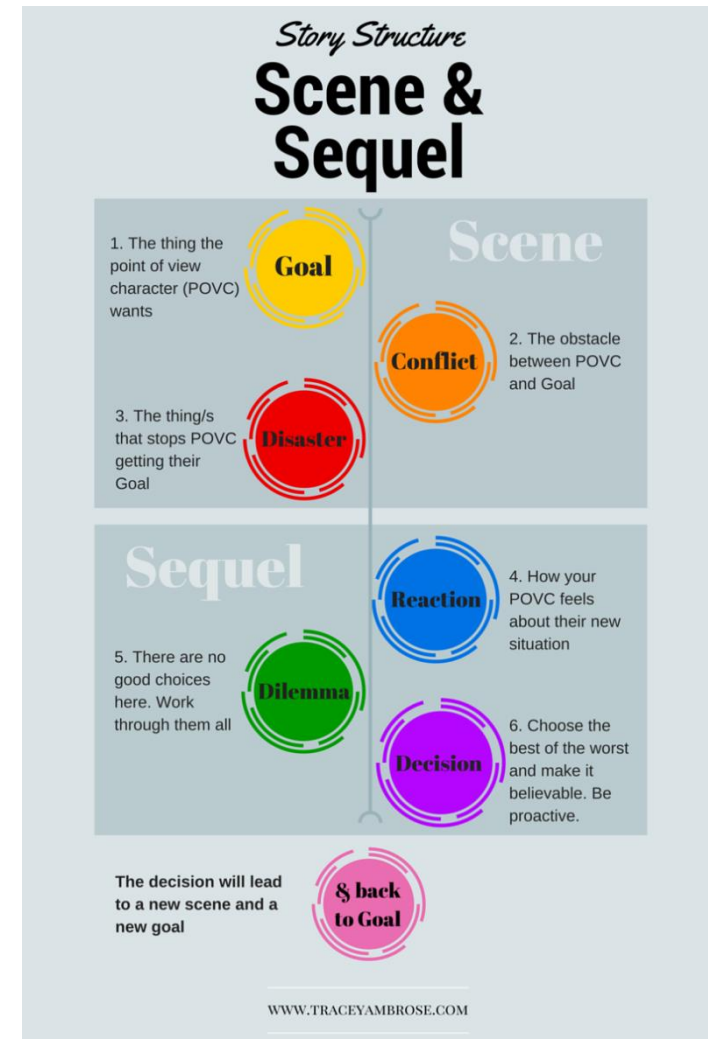 Story Structure
Scene &
Sequel
Scene
1. The thing the
point of view
character (POVC)
wants
Goal
Conflict
2. The obstacle
between POVC
and Goal
3. The thing/s
that stops POVC
getting their
Goal
Disaster
Sequel
Reaction
4. How your
POVC feels
about their new
situation
5. There are no
good choices
here. Work
through them all
Dilemma
Decision
6. Choose the
best of the worst
and make it
believable. Be
proactive.
The decision will lead
to a new scene and a
new goal
& back
to Goal
WWW.TRACEYAMBROSE.COM